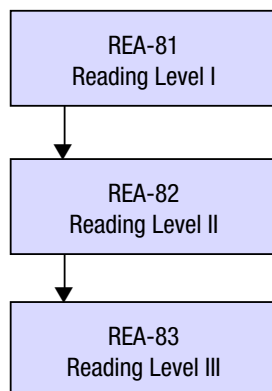 REA-81
Reading Level I
REA-82
Reading Level II
REA-83
Reading Level III